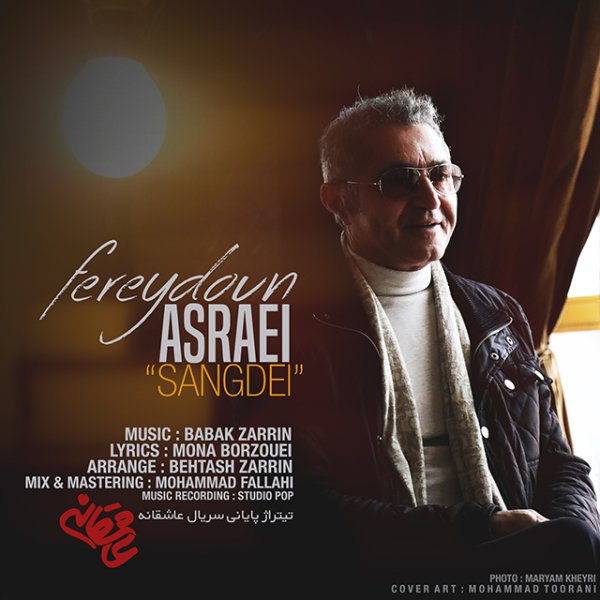 fereydoun
ASRAEI
“SANGDEI”
MUSIC : BABAK ZARRIN
LYRICS : MONA BORZOUEI
ARRANGE : BEHTASH ZARRIN
MIX & MASTERING : MOHAMMAD FALLAHI
MUSIC RECORDING : STUDIO POP
تیتراژ پایانی سریال عاشقانه
عاشقانه
PHOTO : MARYAM KHEYRI
COVER ART : MOHAMMAD TOORANI